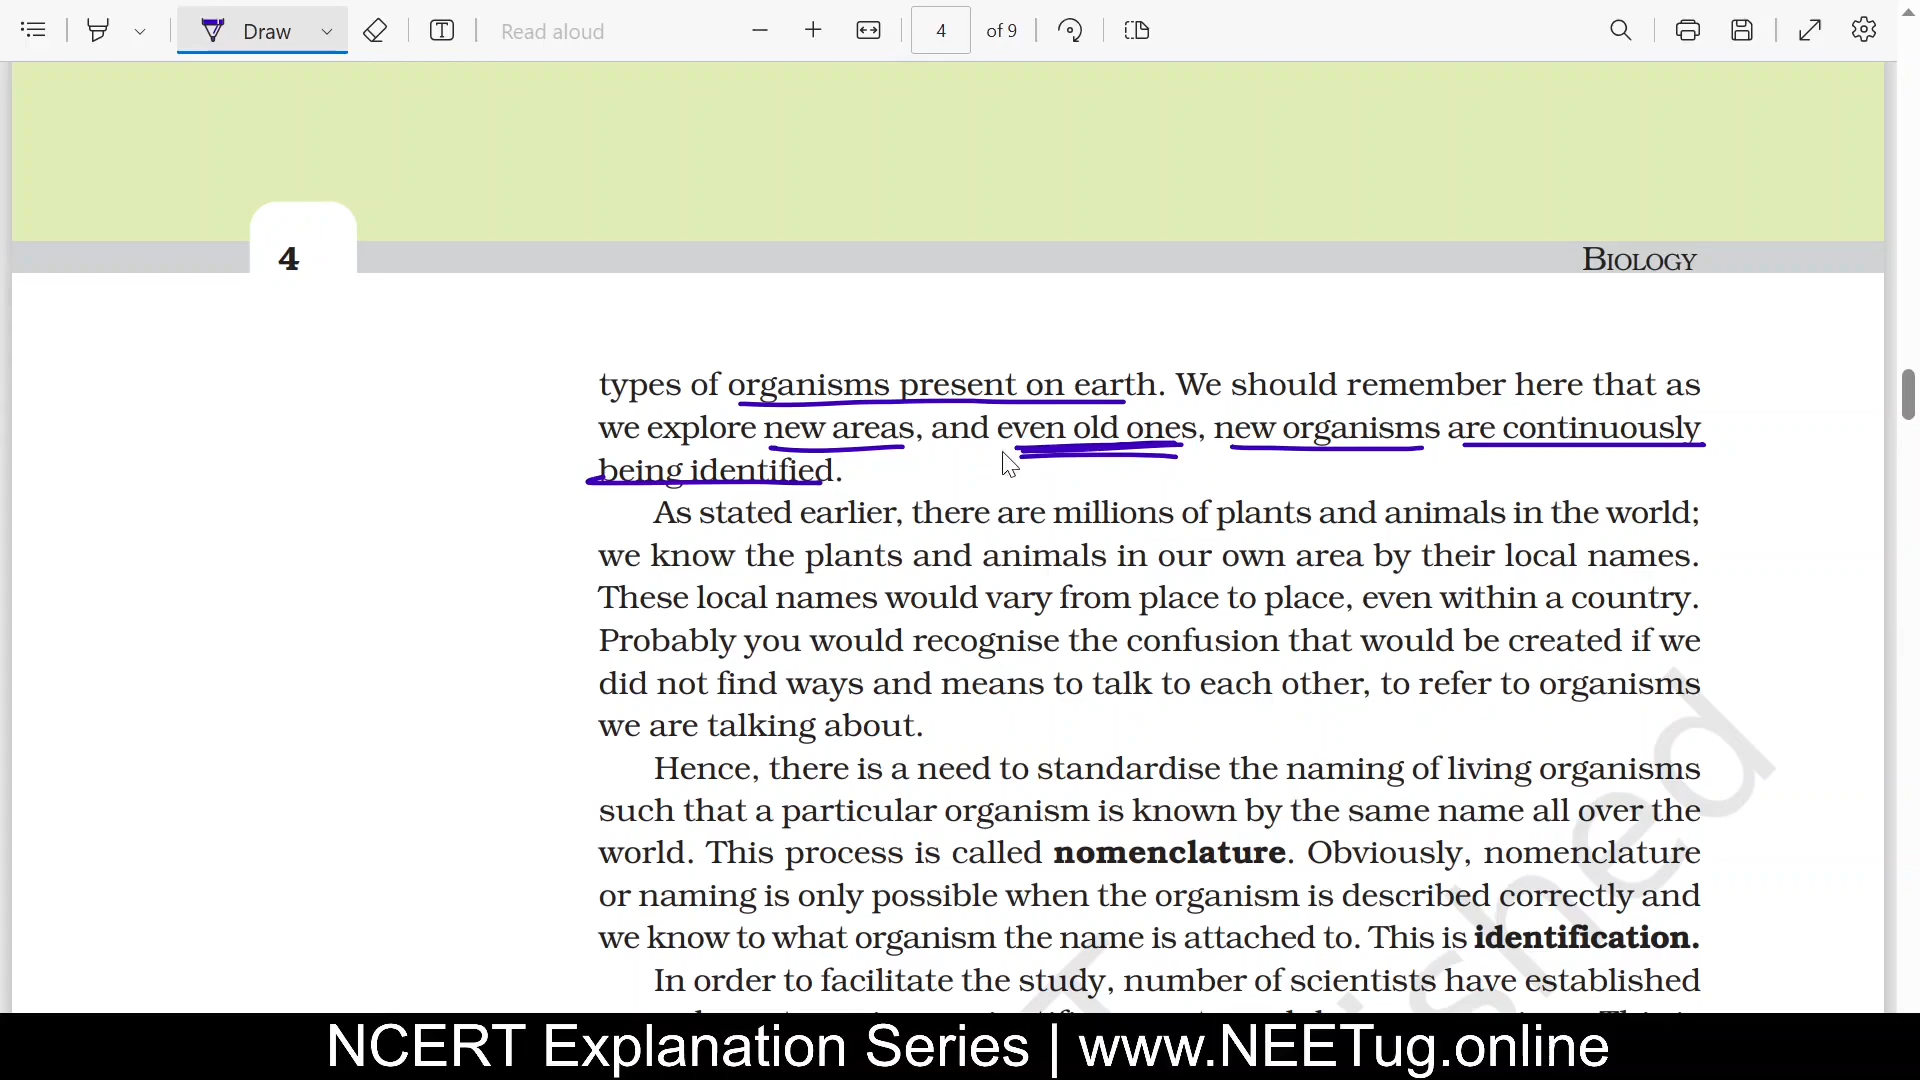 Draw
Read aloud
4
of 9
4
BIOLOGY
types of organisms present on earth. We should remember here that as
we explore new areas, and even old ones, new organisms are continuously
being identified.
As stated earlier, there are millions of plants and animals in the world;
we know the plants and animals in our own area by their local names.
These local names would vary from place to place, even within a country.
Probably you would recognise the confusion that would be created if we
did not find ways and means to talk to each other, to refer to organisms
we are talking about.
Hence, there is a need to standardise the naming of living organisms
such that a particular organism is known by the same name all over the
world. This process is called nomenclature. Obviously, nomenclature
or naming is only possible when the organism is described correctly and
we know to what organism the name is attached to. This is identification.
In order to facilitate the study, number of scientists have established
NCERT Explanation Series | www.NEETug.online